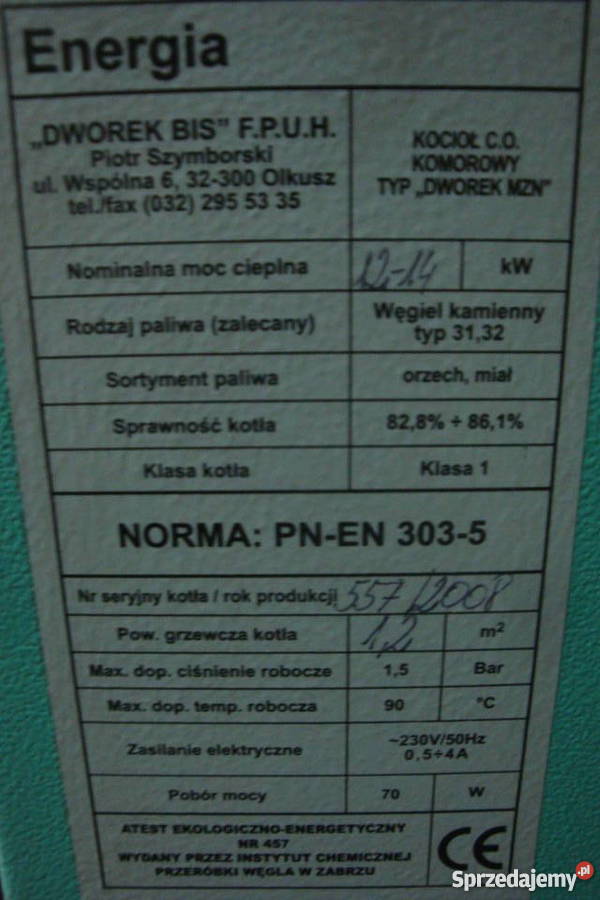 Energia
„DWOREK BIS” F.P.U.H.
Piotr Szymborski
ul. Wspólna 6, 32-300 Olkusz
tel./fax (032) 295 53 35
KOCIOŁ C.O.
KOMOROWY
TYP „DWOREK MZN”
Nominalna moc cieplna 12-14 kW
Rodzaj paliwa (zalecany)
Węgiel kamienny
typ 31,32
Sortyment paliwa orzech, miał
Sprawność kotła 82,8% ÷ 86,1%
Klasa kotła Klasa 1
NORMA: PN-EN 303-5
Nr seryjny kotła / rok produkcji 557/2008
Pow. grzewcza kotła 1,2 m²
Max. dop. ciśnienie robocze 1,5 Bar
Max. dop. temp. robocza 90 °C
Zasilanie elektryczne
~230V/50Hz
0,5÷4A
Pobór mocy 70 W
ATEST EKOLOGICZNO-ENERGETYCZNY
NR 457
WYDANY PRZEZ INSTYTUT CHEMICZNEJ
PRZERÓBKI WĘGLA W ZABRZU
CE
Sprzedajemy.pl